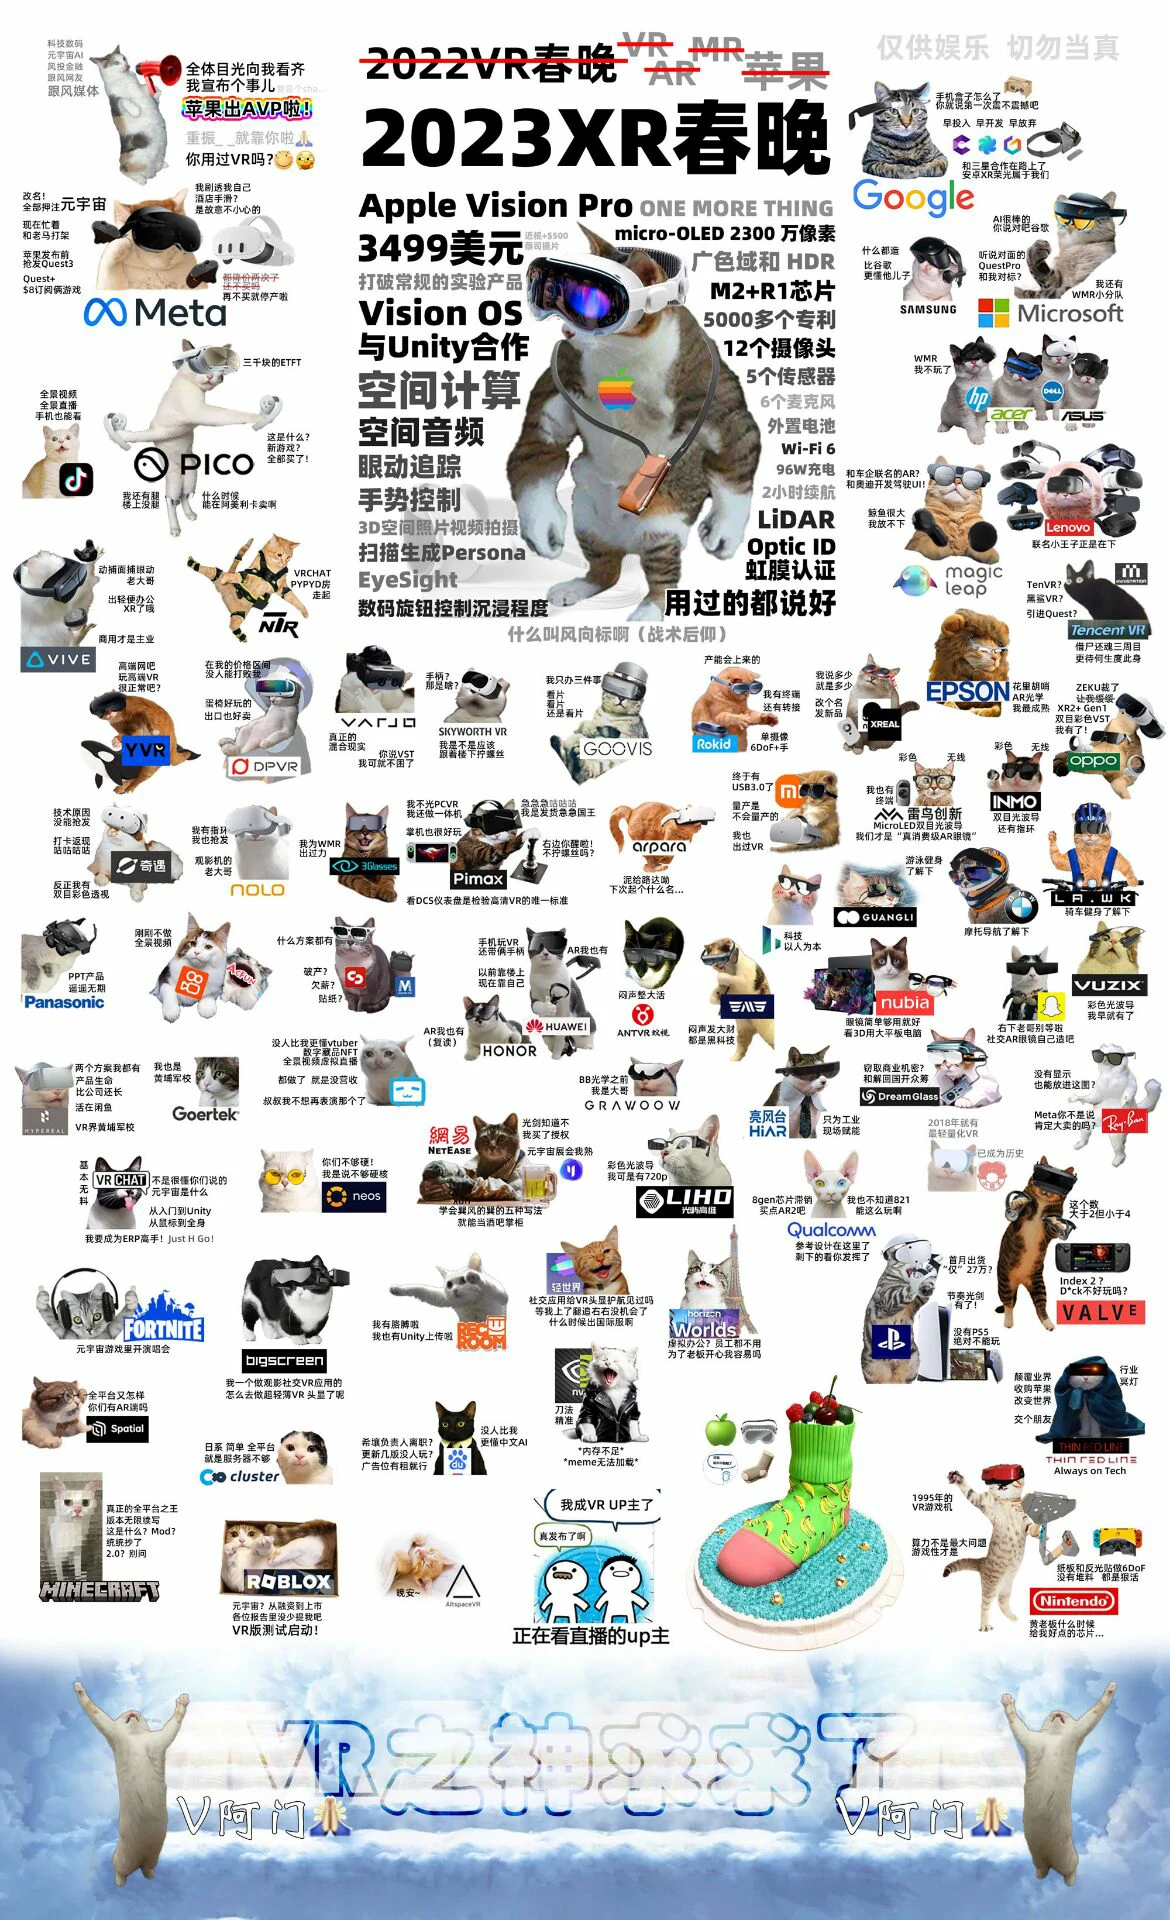 科技数码
元宇宙AI
风投金融
跟风网友
跟风媒体
全体目光向我看齐
我宣布个事儿
苹果出AVP啦!
重振_ _就靠你啦
你用过VR吗?
2022VR春晚
VR
AR
MR
苹果
2023XR春晚
仅供娱乐 切勿当真
Apple Vision Pro
ONE MORE THING
3499美元
近视+$500
蔡司镜片
micro-OLED 2300 万像素
打破常规的实验产品
广色域和 HDR
Vision OS
M2+R1芯片
与Unity合作
5000多个专利
12个摄像头
空间计算
5个传感器
6个麦克风
空间音频
外置电池
Wi-Fi 6
眼动追踪
96W充电
手势控制
2小时续航
3D空间照片视频拍摄
LiDAR
扫描生成Persona
Optic ID
虹膜认证
EyeSight
数码旋钮控制沉浸程度
用过的都说好
什么叫风向标啊（战术后仰）
改名!
全部押注元宇宙
现在忙着
和老马打架
苹果发布前
抢发Quest3
Quest+
$8订阅俩游戏
我刷透我自己
酒店手滑?
是故意不小心的
都降价两次了
还不买吗
再不买就停产啦
Meta
手机盒子怎么了
你就说第一次震不震撼吧
早投入 早开发 早放弃
和三星合作在路上了
安卓XR荣光属于我们
Google
什么都造
比谷歌
更懂他儿子
SAMSUNG
AI很棒的
你说对吧谷歌
听说对面的
QuestPro
和我对标?
我还有
WMR小分队
Microsoft
三千块的ETFT
全景视频
全景直播
手机也能看
这是什么?
新游戏?
全部买了!
PICO
我还有腿
楼上没腿
什么时候
能在阿美利卡卖啊
WMR
我不玩了
hp
acer
DELL
ASUS
和车企联名的AR?
和奥迪开发驾驶UI!
鲸鱼很大
我放不下
magic
leap
Lenovo
联名小王子正是在下
动捕面捕眼动
老大哥
出轻便办公
XR了哦
商用才是主业
VIVE
VRCHAT
PYPYD房
走起
NTR
TenVR?
黑鲨VR?
引进Quest?
Tencent VR
借尸还魂三周目
更待何生度此身
高端网吧
玩高端VR
很正常吧?
YVR
在我的价格区间
没人能打败我
蛋椅好玩的
出口也好卖
DPVR
VARJO
真正的
混合现实
你说VST
我可就不困了
手柄?
那是啥?
SKYWORTH VR
我是不是应该
跟着楼下拧螺丝
我只办三件事
看片
看片
还是看片
GOOVIS
产能会上来的
我有终端
还有转接
Rokid
单摄像
6DoF+手
我说多少
就是多少
改个名
发新品
XREAL
EPSON
花里胡哨
AR光学
我最成熟
ZEKU裁了
让我缓缓
XR2+ Gen1
双目彩色VST
我有了!
oppo
技术原因
没能抢发
打卡返现
咕咕咕咕
反正我有
双目彩色透视
奇遇
我有指环
我也抢发
观影机的
老大哥
NOLO
我为WMR
出过力
3Glasses
我不光PCVR
我还做一体机
掌机也很好玩
急急急咕咕咕
我是发货急急国王
右边你醒啦!
不拧螺丝吗?
Pimax
看DCS仪表盘是检验高清VR的唯一标准
arpara
泥给路达呦
下次起个什么名...
终于有
USB3.0了
量产是
不会量产的
我也
出过VR
彩色 无线
我也有
终端
雷鸟创新
MicroLED双目光波导
我们才是“真消费级AR眼镜”
彩色 无线
INMO
双目光波导
还有指环
科技
以人为本
游泳健身
了解下
GUANGLI
BMW
摩托导航了解下
LAWK
骑车健身了解下
PPT产品
遥遥无期
Panasonic
刚刚不做
全景視頻
AcFun
什么方案都有
破产?
欠薪?
贴纸?
手机玩VR
还带俩手柄
AR我也有
以前靠楼上
现在靠自己
HUAWEI
AR我也有
（复读）
HONOR
闷声整大活
ANTVR蚁视
闷声发大财
都是黑科技
nubia
眼镜简单够用就好
看3D用大平板电脑
右下老哥别等啦
社交AR眼镜自己造吧
VUZIX
彩色光波导
我早就有了
两个方案我都有
产品生命
比公司还长
活在闲鱼
VR界黄埔军校
HYPEREAL
我也是
黄埔军校
Goertek
没人比我更懂vtuber
数字藏品NFT
全景视频虚拟直播
都做了 就是没营收
叔叔我不想再表演那个了
BB光学之前
我是大哥
GRAWOOW
亮风台
HiAR
只为工业
现场赋能
窃取商业机密?
和解回国开众筹
DreamGlass
没有显示
也能放进这图?
Meta你不是说
肯定大卖的吗?
Ray-Ban
基
本
无
料
VR CHAT
不是很懂你们说的
元宇宙是什么
从入门到Unity
从鼠标到全身
我要成为ERP高手! Just H Go!
你们不够硬!
我是说不够硬核
neos
網易
NETEASE
光剑知道不
我买了授权
元宇宙展会我熟
学会巽风的巽的五种写法
就能当酒吧掌柜
彩色光波导
我可是有720p
LIHO
光屿高维
8gen芯片滞销
买点AR2吧
我也不知道821
能这么玩啊
Qualcomm
参考设计在这里了
剩下的看你发挥了
2018年就有
最轻量化VR
已成为历史
这个数
大于2但小于4
Index 2 ?
D*ck不好玩吗?
VALVE
FORTNITE
元宇宙游戏里开演唱会
bigscreen
我一个做观影社交VR应用的
怎么去做超轻薄VR 头显了呢
我有胳膊啦
我也有Unity上传啦
REC
ROOM
轻世界
社交应用给VR头显护航见过吗
等我上了翻追右右没机会了
什么时候出国际服啊
horizon
Worlds
虚拟办公? 员工都不用
为了老板开心我容易吗
首月出货
“仅”27万?
节奏光剑
有了!
没有PS5
绝对不能玩
颠覆业界
收购苹果
改变世界
交个朋友
行业
冥灯
THIN RED LINE
THIN RED LINE
Always on Tech
全平台又怎样
你们有AR端吗
Spatial
日系 简单 全平台
就是服务器不够
cluster
希壤负责人离职?
更新几版没人玩?
广告位有租就行
没人比我
更懂中文AI
刀法
精准
*内存不足*
*meme无法加载*
真正的全平台之王
版本无限续写
这是什么? Mod?
统统抄了
2.0? 别问
MINECRAFT
ROBLOX
元宇宙? 从融资到上市
各位报告里没少提我吧
VR版测试启动!
晚安~
AltspaceVR
我成VR UP主了
真发布了啊
正在看直播的up主
1995年的
VR游戏机
算力不是最大问题
游戏性才是
纸板和反光贴做6DoF
没有堆料 都是狠活
Nintendo
黄老板什么时候
给我好点的芯片...
VR之神求求了
V阿门
V阿门